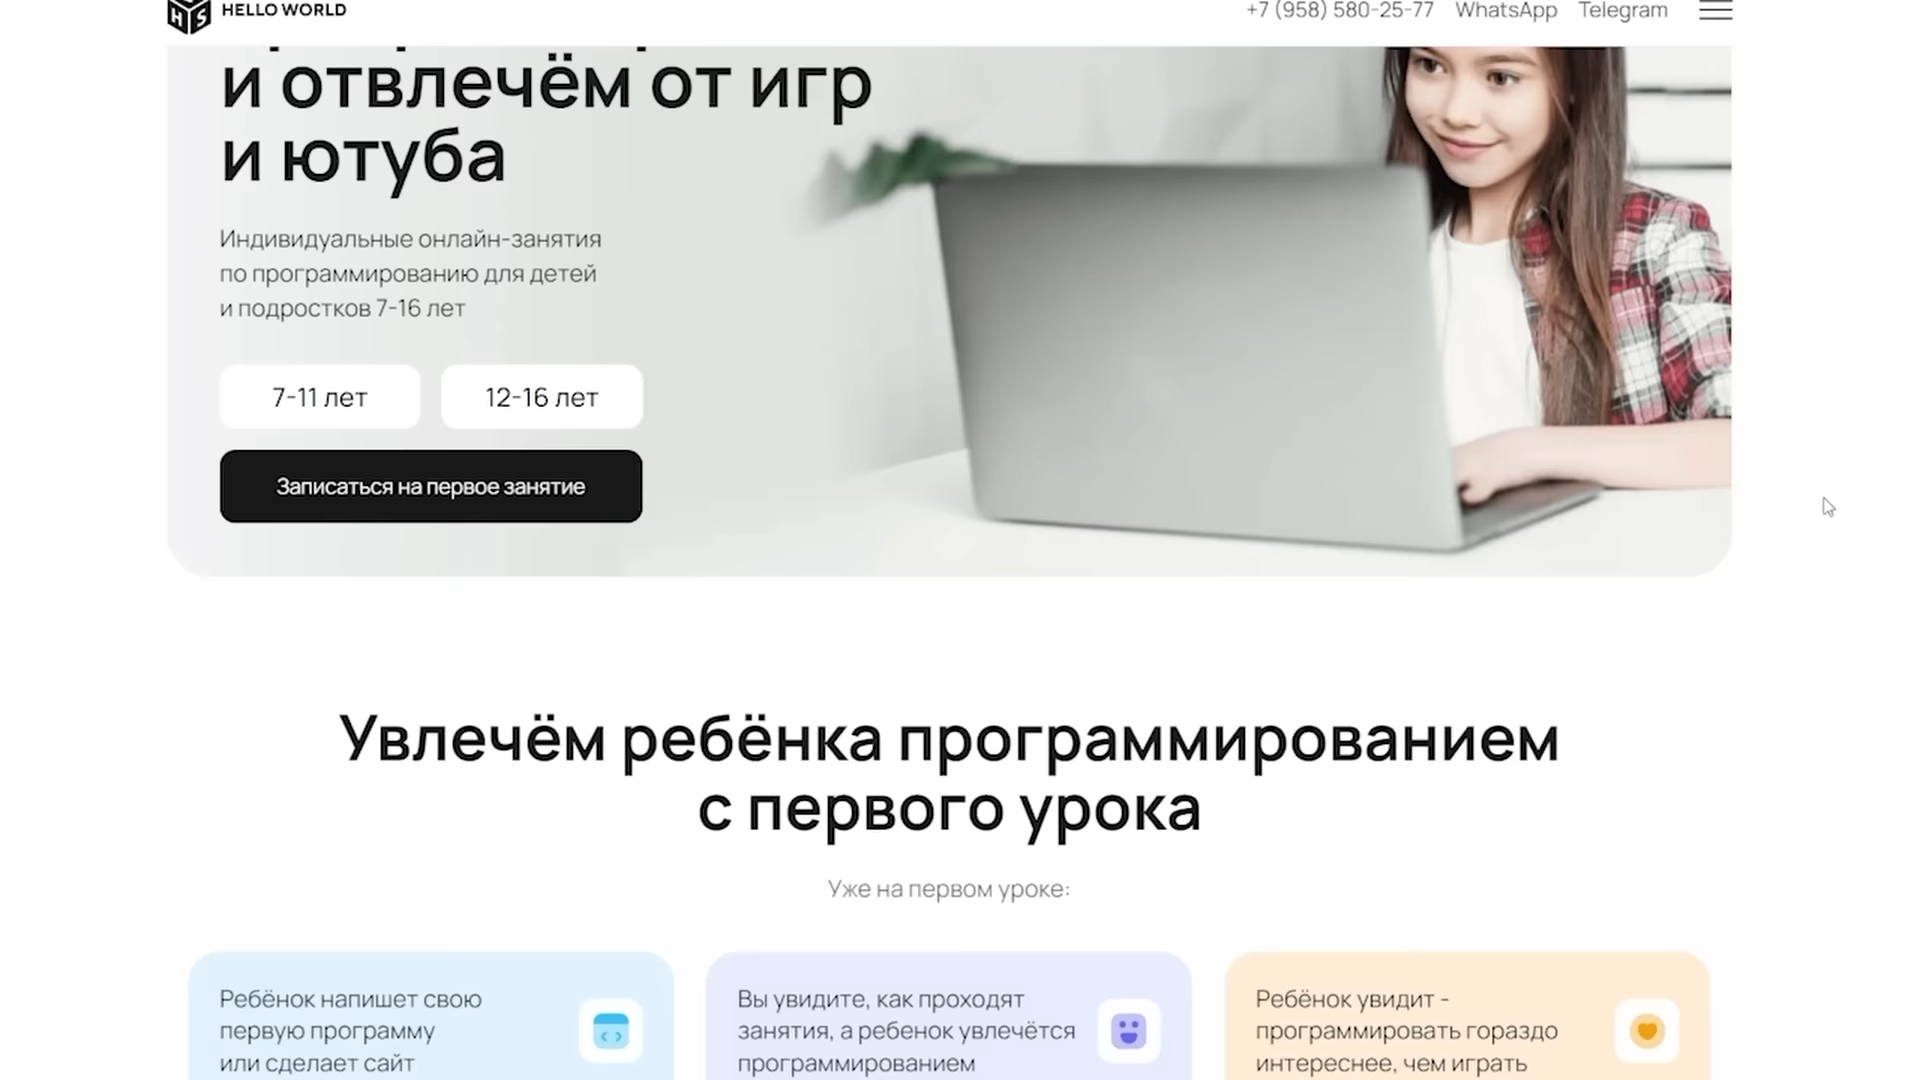 HYS
HELLO WORLD
+7 (958) 580-25-77 WhatsApp Telegram
и отвлечём от игр
и ютуба
Индивидуальные онлайн-занятия
по программированию для детей
и подростков 7-16 лет
7-11 лет
12-16 лет
Записаться на первое занятие
Увлечём ребёнка программированием
с первого урока
Уже на первом уроке:
Ребёнок напишет свою
первую программу
или сделает сайт
Вы увидите, как проходят
занятия, а ребенок увлечётся
программированием
Ребёнок увидит -
программировать гораздо
интереснее, чем играть